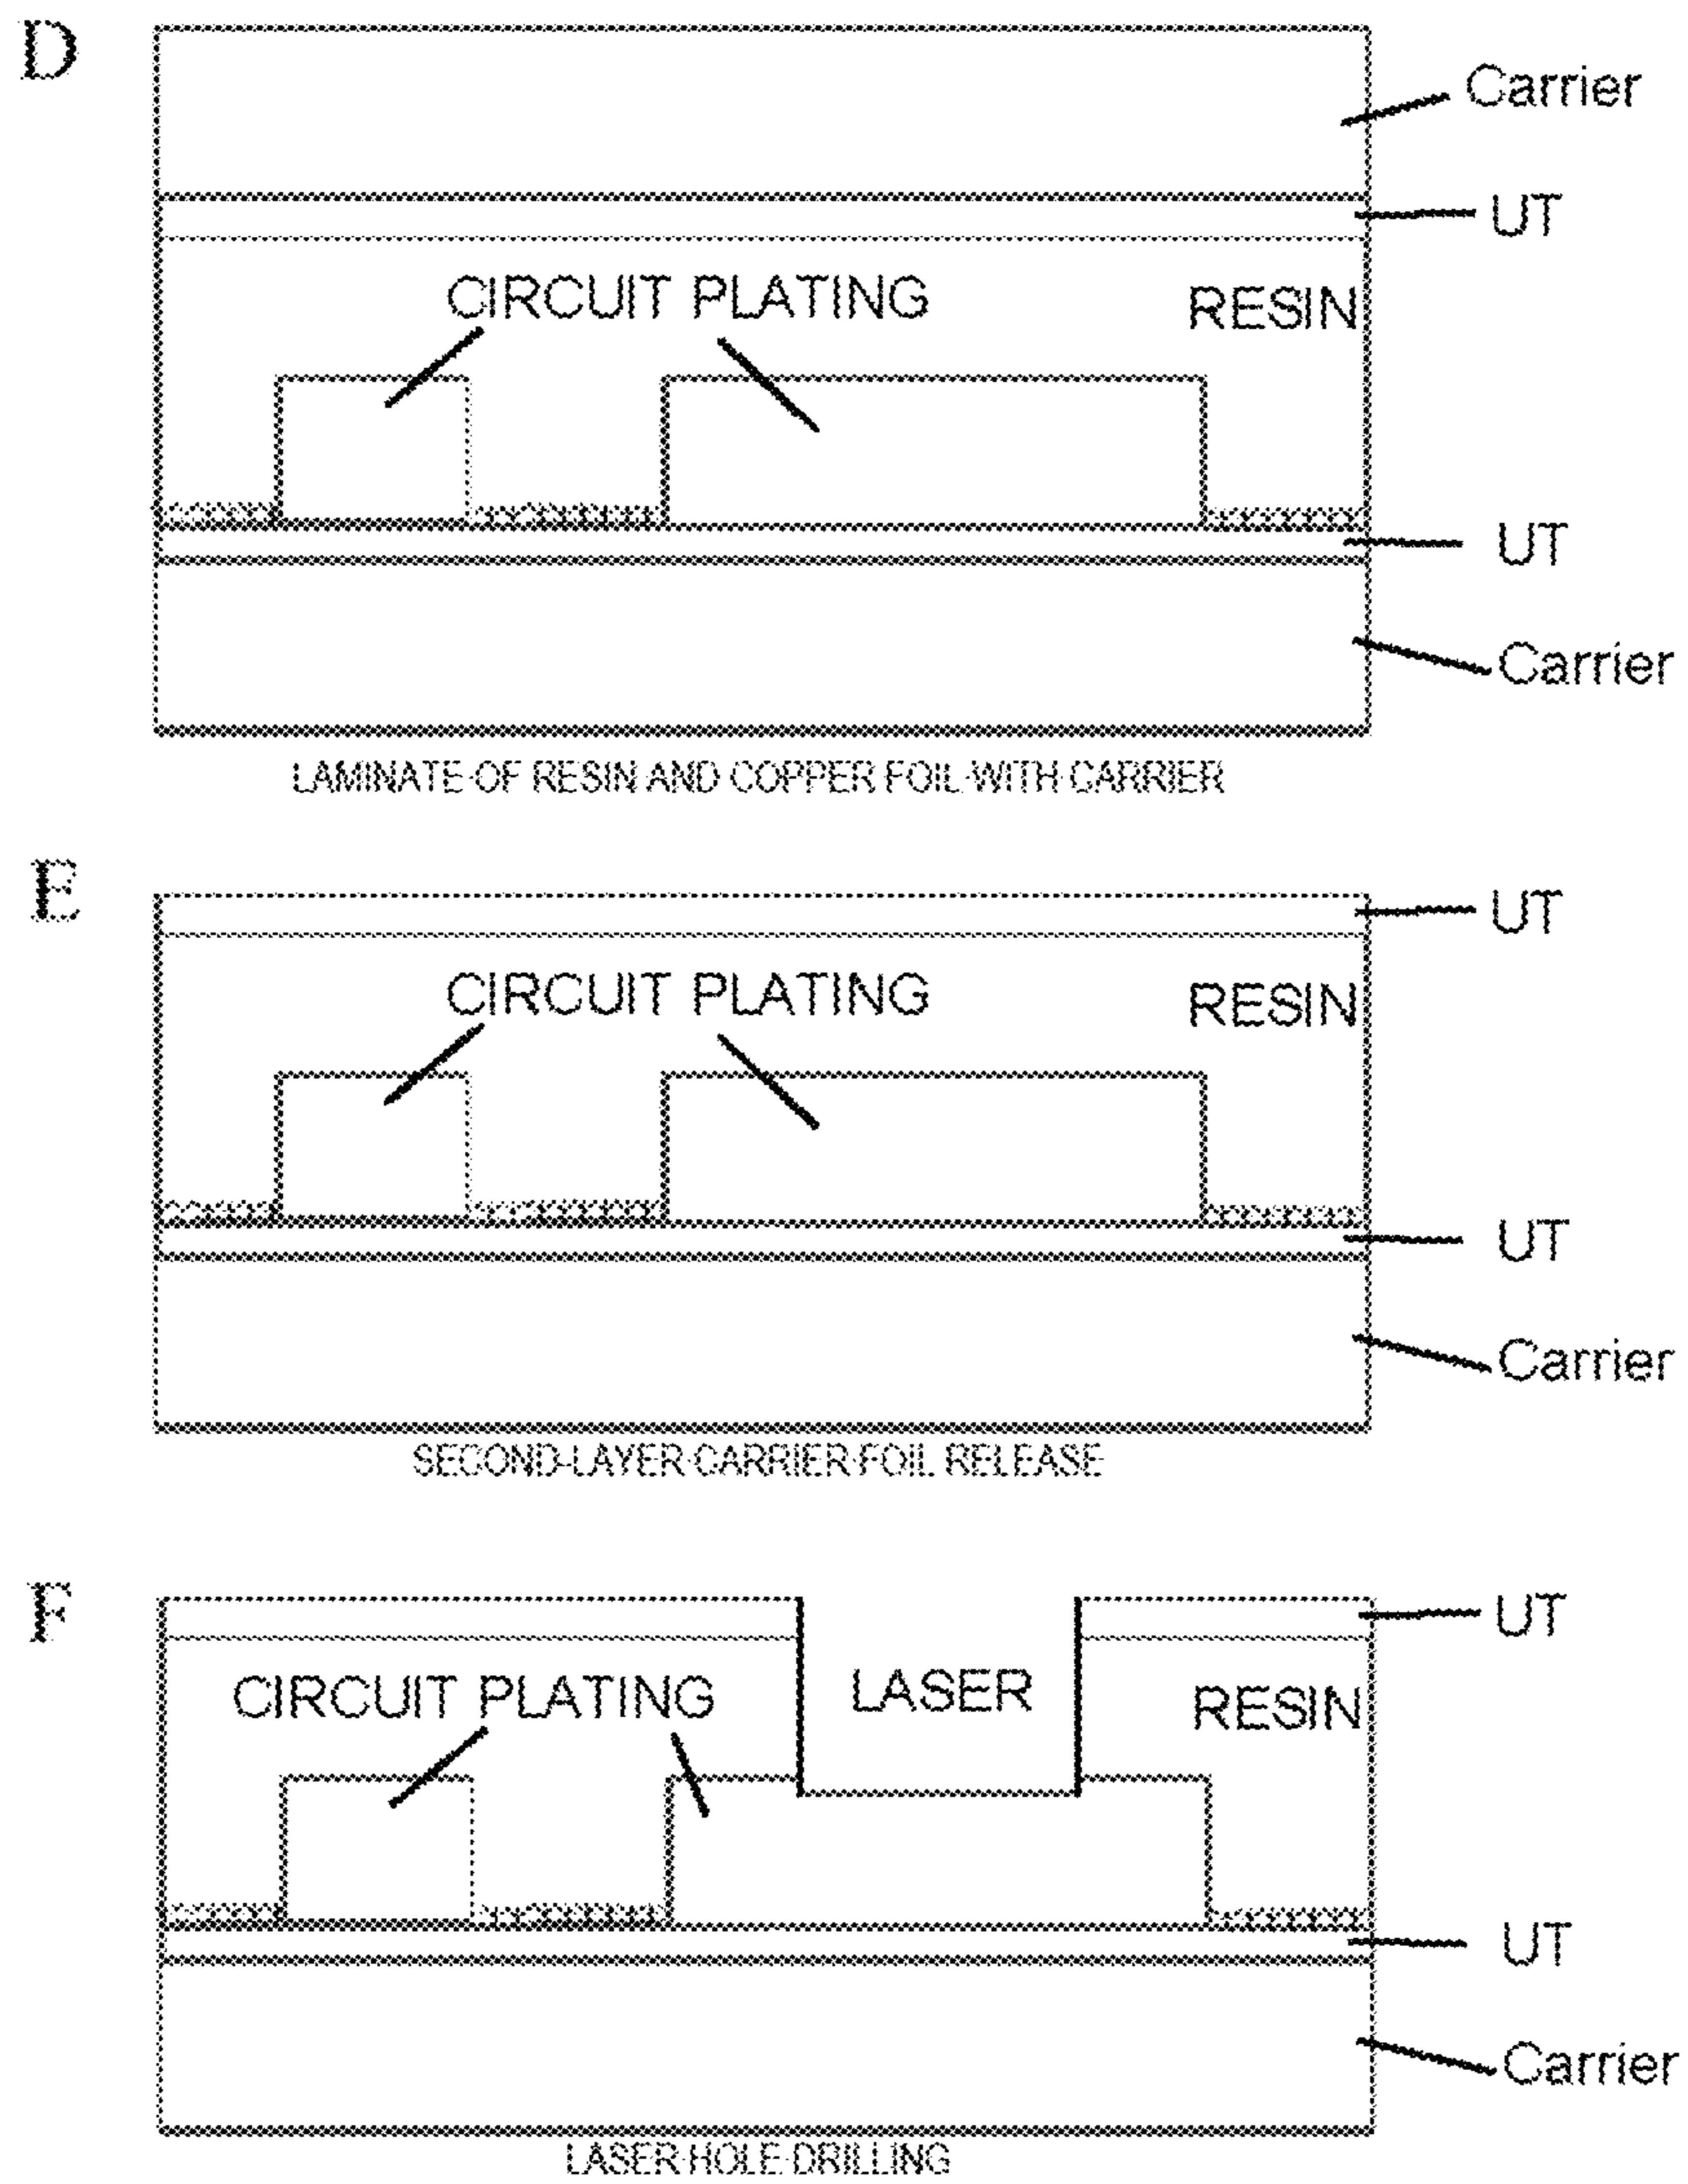 D
Carrier
UT
CIRCUIT PLATING
RESIN
UT
Carrier
LAMINATE OF RESIN AND COPPER FOIL WITH CARRIER
E
UT
CIRCUIT PLATING
RESIN
UT
Carrier
SECOND-LAYER CARRIER FOIL RELEASE
F
UT
CIRCUIT PLATING
LASER
RESIN
UT
Carrier
LASER HOLE DRILLING